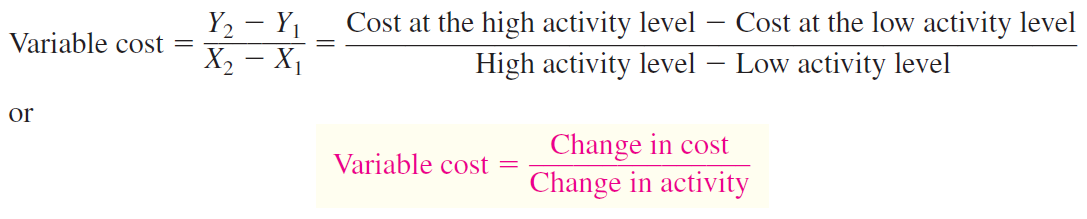 Variable cost = Y₂ − Y₁ / X₂ − X₁ = Cost at the high activity level − Cost at the low activity level / High activity level − Low activity level
or
Variable cost = Change in cost / Change in activity